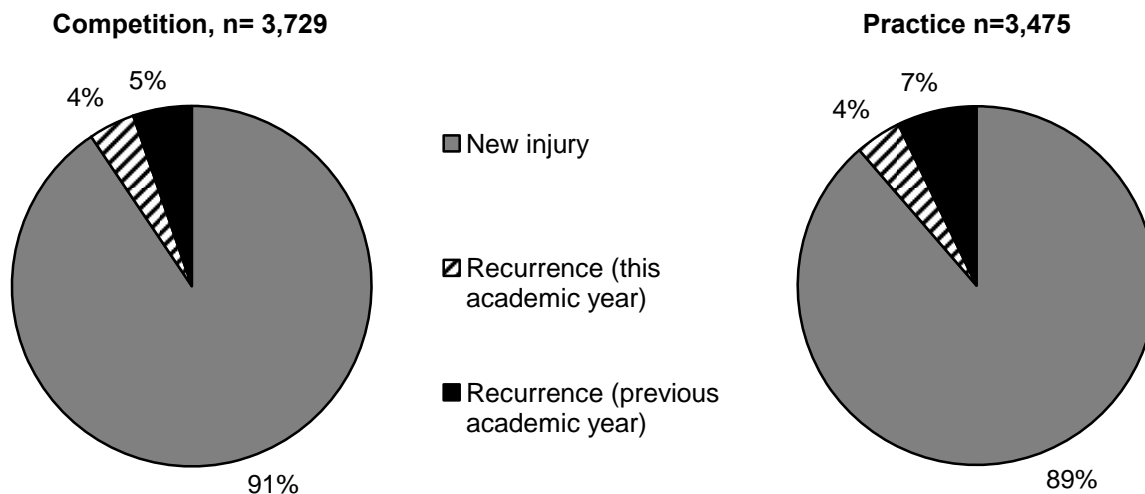 Competition, n= 3,729
4%
5%
91%
New injury
Recurrence (this
academic year)
Recurrence (previous
academic year)
Practice n=3,475
4%
7%
89%